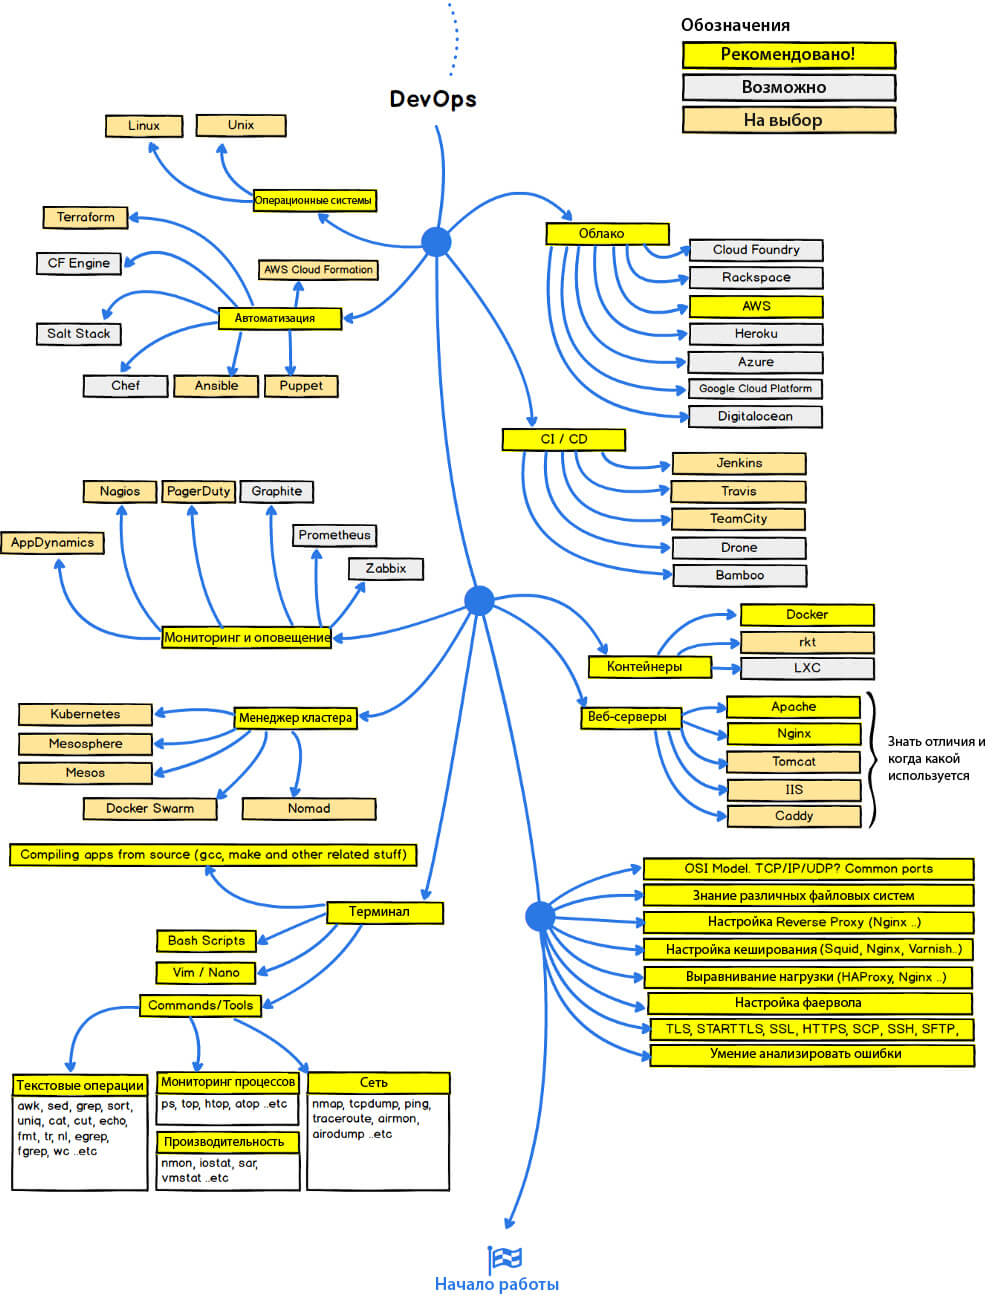 Обозначения
Рекомендовано!
Возможно
На выбор
DevOps
Linux
Unix
Операционные системы
Terraform
CF Engine
AWS Cloud Formation
Автоматизация
Salt Stack
Chef
Ansible
Puppet
Облако
Cloud Foundry
Rackspace
AWS
Heroku
Azure
Google Cloud Platform
Digitalocean
CI / CD
Jenkins
Travis
TeamCity
Drone
Bamboo
Nagios
PagerDuty
Graphite
Prometheus
AppDynamics
Zabbix
Мониторинг и оповещение
Docker
rkt
LXC
Контейнеры
Веб-серверы
Apache
Nginx
Tomcat
IIS
Caddy
Знать отличия и
когда какой
используется
Kubernetes
Менеджер кластера
Mesosphere
Mesos
Docker Swarm
Nomad
Compiling apps from source (gcc, make and other related stuff)
Терминал
Bash Scripts
Vim / Nano
Commands/Tools
OSI Model. TCP/IP/UDP? Common ports
Знание различных файловых систем
Настройка Reverse Proxy (Nginx ..)
Настройка кеширования (Squid, Nginx, Varnish..)
Выравнивание нагрузки (HAProxy, Nginx ..)
Настройка фаервола
TLS, STARTTLS, SSL, HTTPS, SCP, SSH, SFTP,
Умение анализировать ошибки
Текстовые операции
awk, sed, grep, sort,
uniq, cat, cut, echo,
fmt, tr, nl, egrep,
fgrep, wc ..etc
Мониторинг процессов
ps, top, htop, atop ..etc
Производительность
nmon, iostat, sar,
vmstat ..etc
Сеть
nmap, tcpdump, ping,
traceroute, airmon,
airodump ..etc
Начало работы